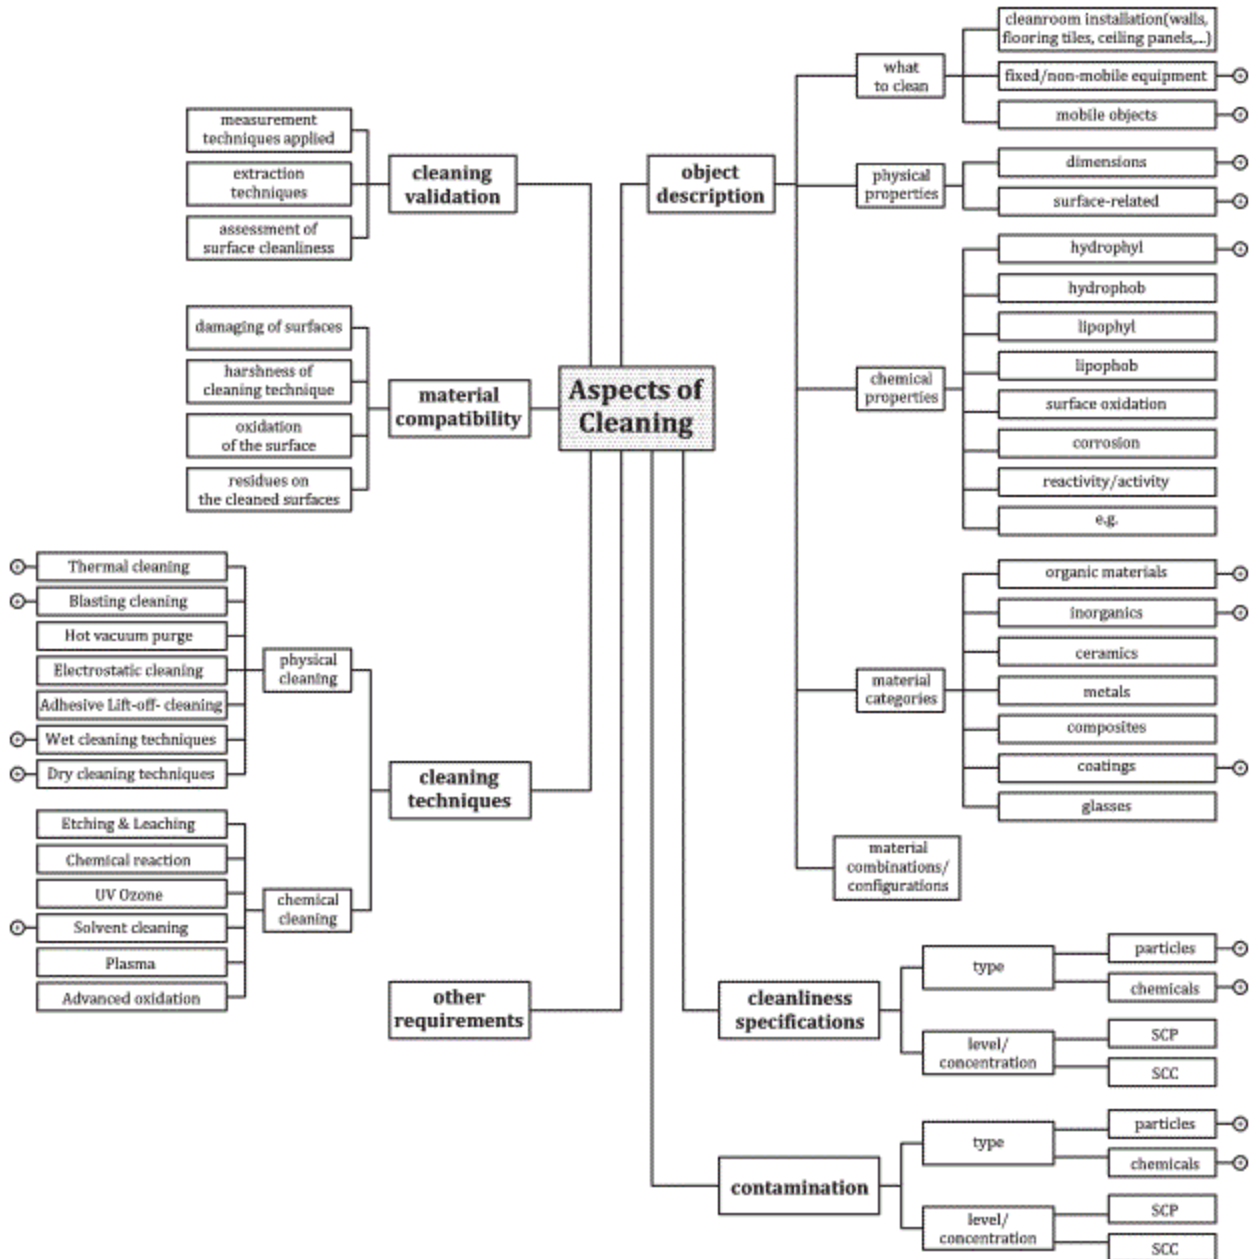 cleanroom installation(walls,
flooring tiles, ceiling panels,...)
what
to clean
fixed/non-mobile equipment
mobile objects
measurement
techniques applied
extraction
techniques
assessment of
surface cleanliness
cleaning
validation
object
description
physical
properties
dimensions
surface-related
hydrophyl
hydrophob
lipophyl
lipophob
chemical
properties
surface oxidation
corrosion
reactivity/activity
e.g.
damaging of surfaces
harshness of
cleaning technique
oxidation
of the surface
residues on
the cleaned surfaces
material
compatibility
Aspects of
Cleaning
organic materials
inorganics
ceramics
material
categories
metals
composites
coatings
glasses
material
combinations/
configurations
Thermal cleaning
Blasting cleaning
Hot vacuum purge
Electrostatic cleaning
Adhesive Lift-off- cleaning
Wet cleaning techniques
Dry cleaning techniques
physical
cleaning
cleaning
techniques
Etching & Leaching
Chemical reaction
UV Ozone
Solvent cleaning
Plasma
Advanced oxidation
chemical
cleaning
other
requirements
cleanliness
specifications
type
particles
chemicals
level/
concentration
SCP
SCC
contamination
type
particles
chemicals
level/
concentration
SCP
SCC